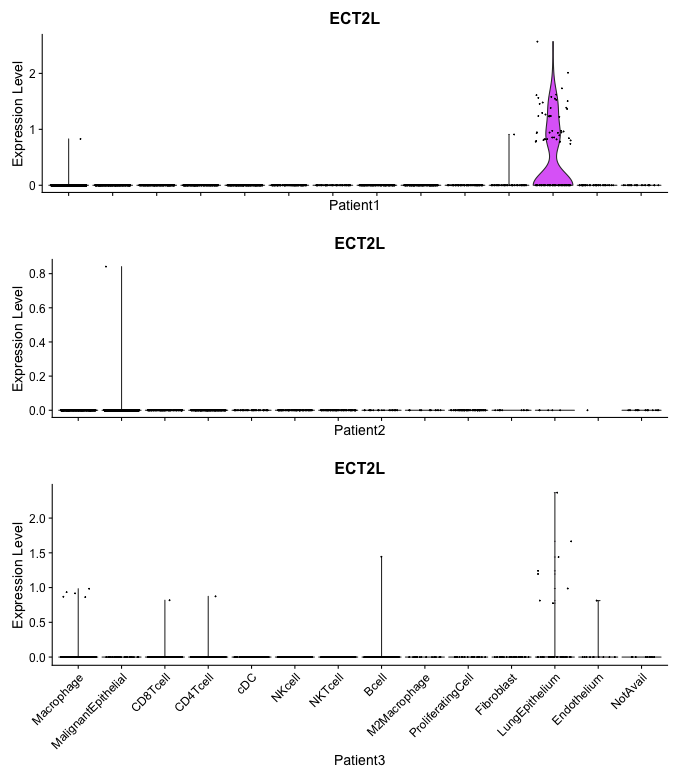 ECT2L
Expression Level
2
1
0
Patient1
ECT2L
Expression Level
0.8
0.6
0.4
0.2
0.0
Patient2
ECT2L
Expression Level
2.0
1.5
1.0
0.5
0.0
Macrophage
MalignantEpithelial
CD8Tcell
CD4Tcell
cDC
NKcell
NKTcell
Bcell
M2Macrophage
ProliferatingCell
Fibroblast
LungEpithelium
Endothelium
NotAvail
Patient3